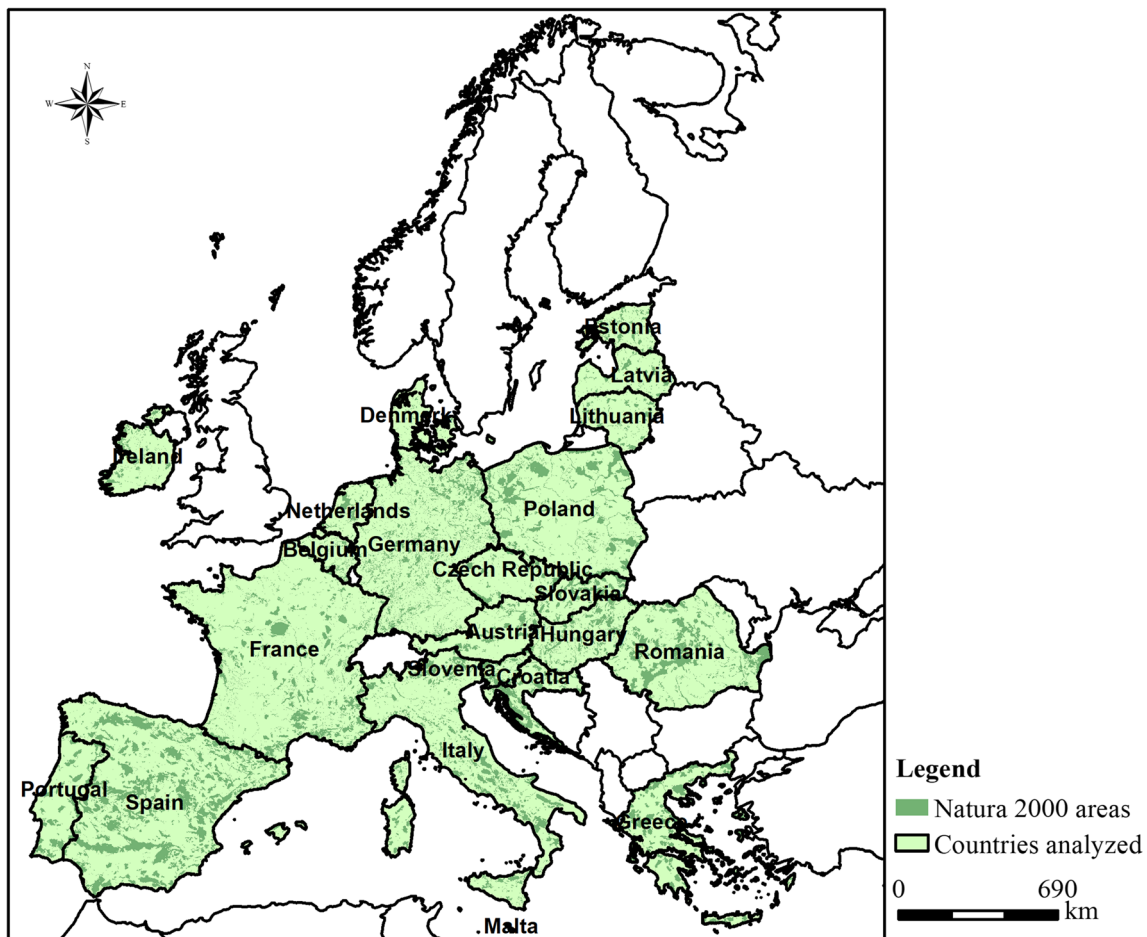 N
W E
S
Estonia
Latvia
Denmerk
Lithuania
Ireland
Netherlands
Poland
Belgium
Germany
Czech Republic
Slovakia
Austria
Hungary
France
Romania
Slovenia
Croatia
Italy
Portugal
Spain
Greece
Malta
Legend
Natura 2000 areas
Countries analyzed
0 690
km